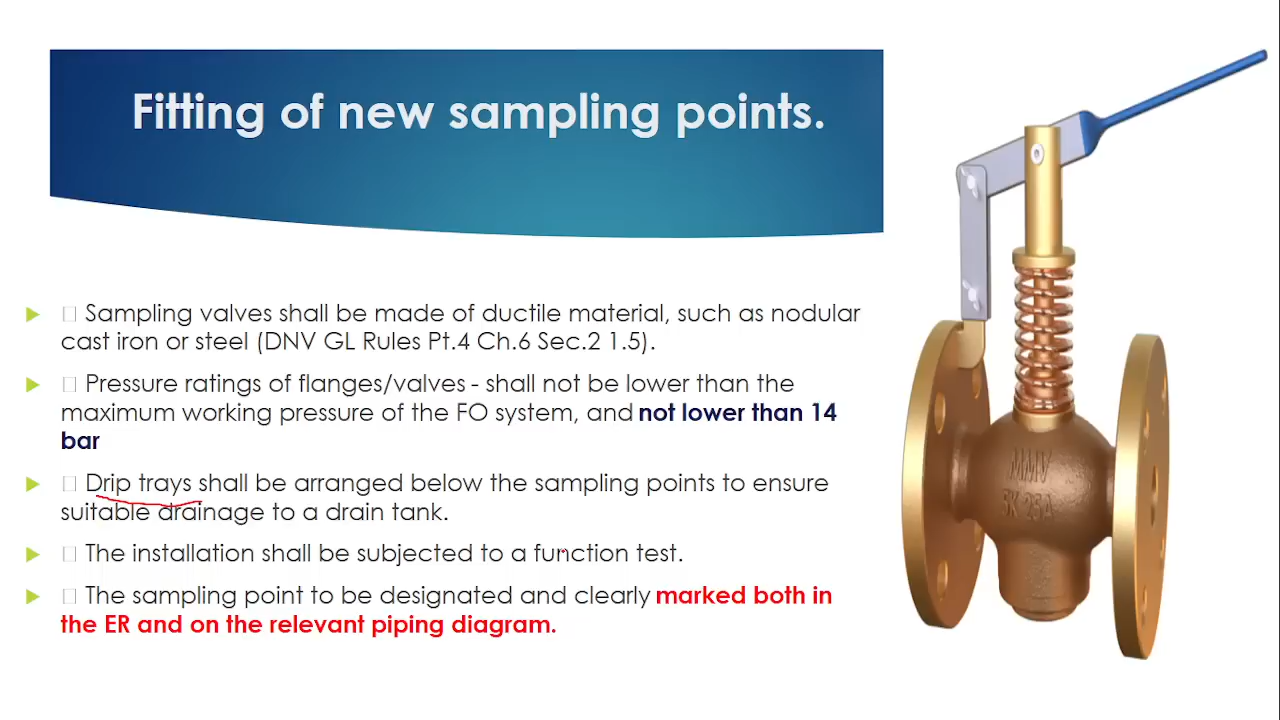 Fitting of new sampling points.
Sampling valves shall be made of ductile material, such as nodular
cast iron or steel (DNV GL Rules Pt.4 Ch.6 Sec.2 1.5).
Pressure ratings of flanges/valves - shall not be lower than the
maximum working pressure of the FO system, and not lower than 14
bar
Drip trays shall be arranged below the sampling points to ensure
suitable drainage to a drain tank.
The installation shall be subjected to a function test.
The sampling point to be designated and clearly marked both in
the ER and on the relevant piping diagram.
MMV
5K 25A